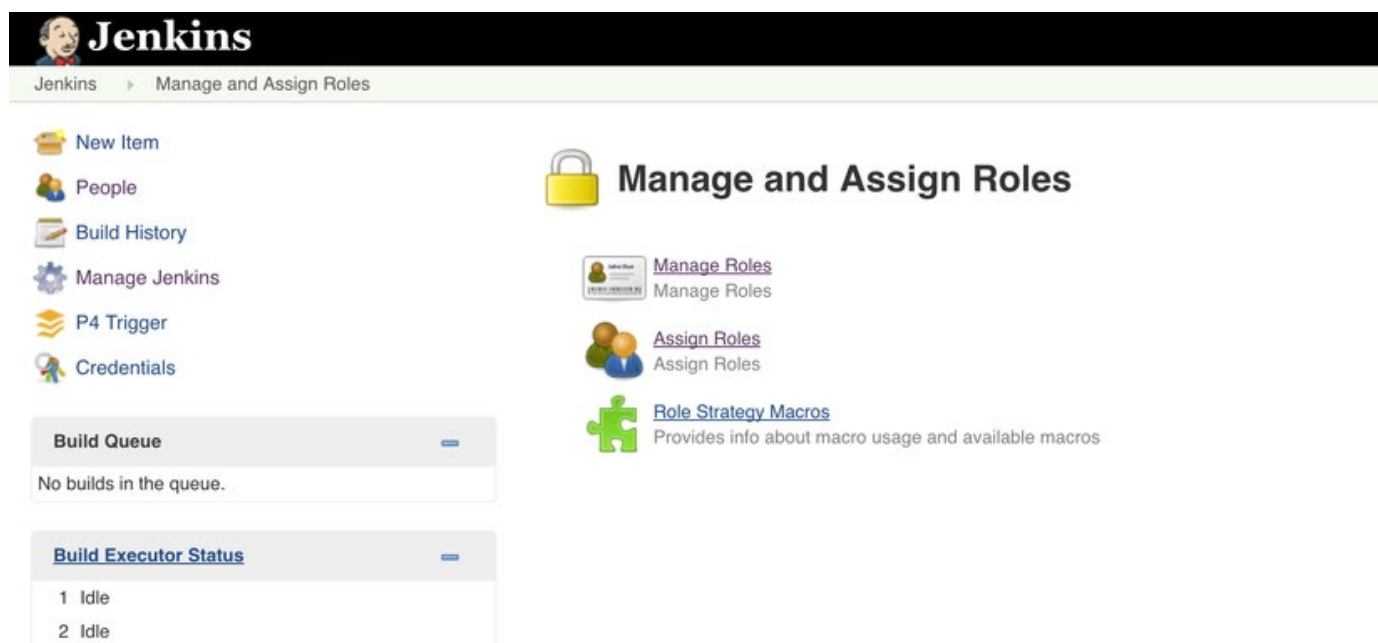 Jenkins
Jenkins Manage and Assign Roles
New Item
People
Build History
Manage Jenkins
P4 Trigger
Credentials
Build Queue
No builds in the queue.
Build Executor Status
1 Idle
2 Idle
Manage and Assign Roles
Manage Roles
Manage Roles
Assign Roles
Assign Roles
Role Strategy Macros
Provides info about macro usage and available macros